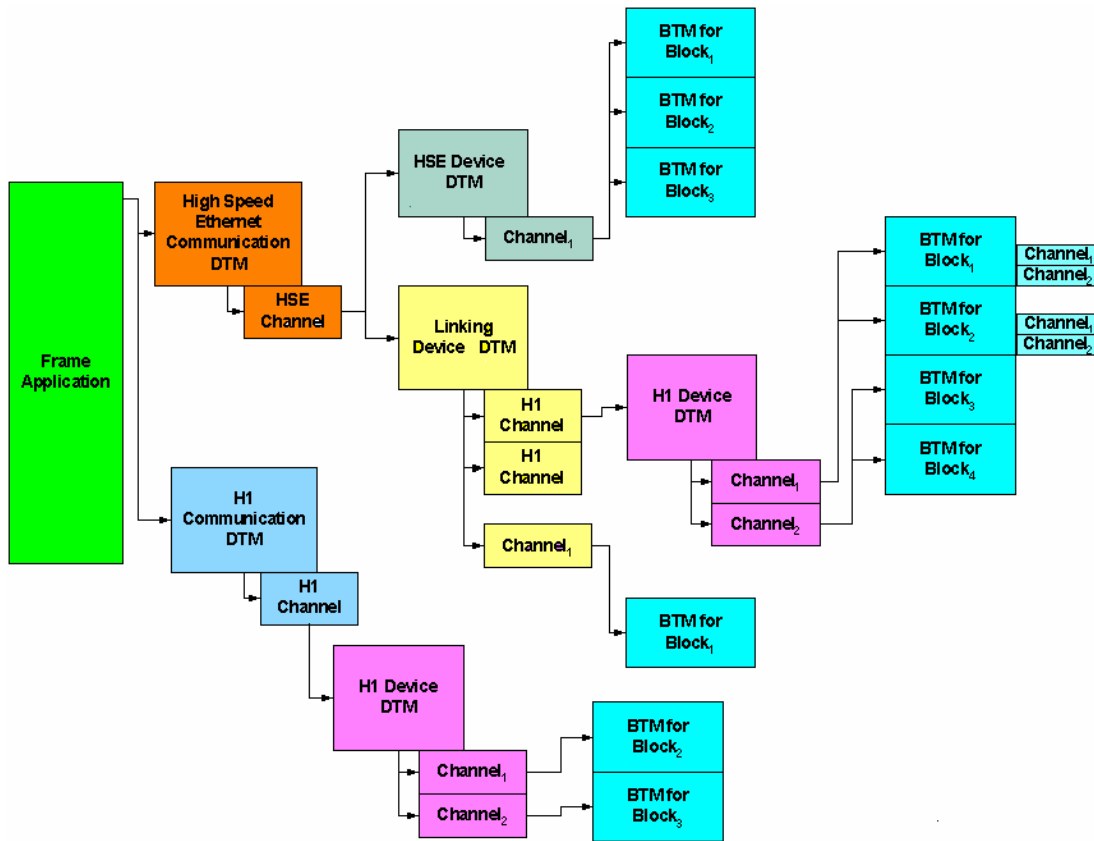 Frame
Application
High Speed
Ethernet
Communication
DTM
HSE
Channel
HSE Device
DTM
Channel₁
BTM for
Block₁
BTM for
Block₂
BTM for
Block₃
Linking
Device DTM
H1
Channel
H1
Channel
Channel₁
H1 Device
DTM
Channel₁
Channel₂
BTM for
Block₁
Channel₁
Channel₂
BTM for
Block₂
Channel₁
Channel₂
BTM for
Block₃
BTM for
Block₄
BTM for
Block₁
H1
Communication
DTM
H1
Channel
H1 Device
DTM
Channel₁
Channel₂
BTM for
Block₂
BTM for
Block₃